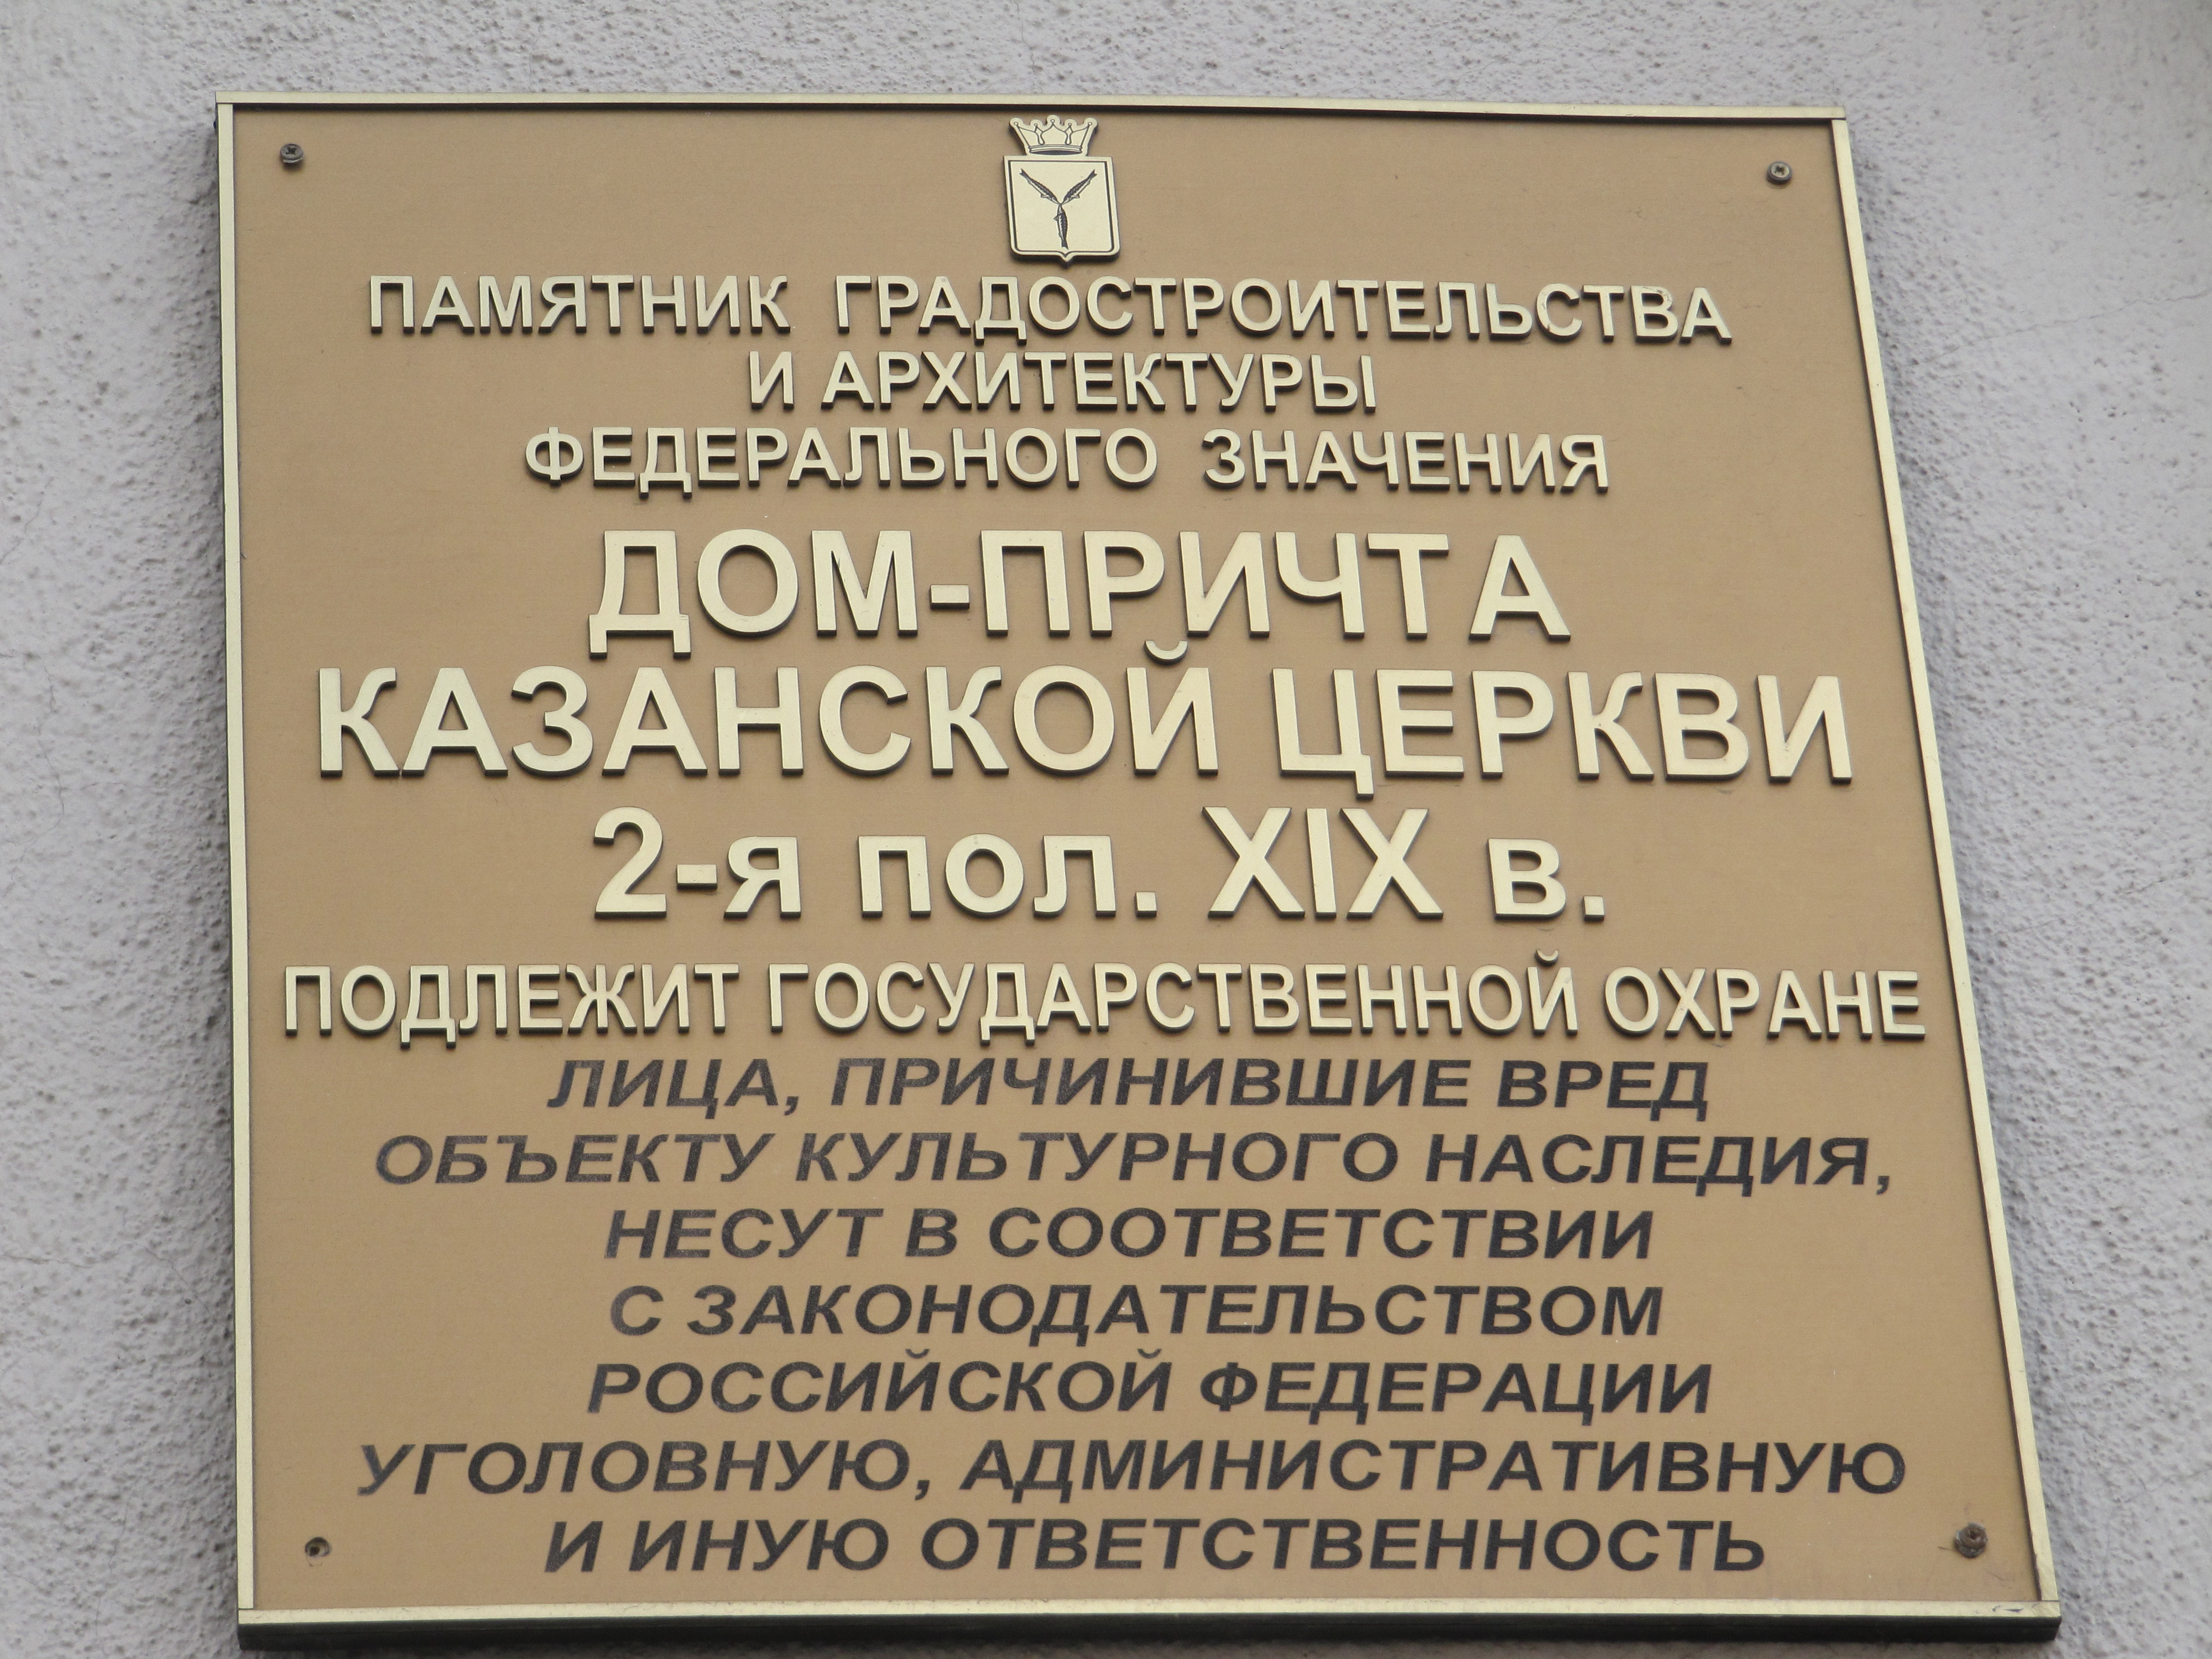 ПАМЯТНИК ГРАДОСТРОИТЕЛЬСТВА
И АРХИТЕКТУРЫ
ФЕДЕРАЛЬНОГО ЗНАЧЕНИЯ
ДОМ-ПРИЧТА
КАЗАНСКОЙ ЦЕРКВИ
2-я пол. XIX в.
ПОДЛЕЖИТ ГОСУДАРСТВЕННОЙ ОХРАНЕ
ЛИЦА, ПРИЧИНИВШИЕ ВРЕД
ОБЪЕКТУ КУЛЬТУРНОГО НАСЛЕДИЯ,
НЕСУТ В СООТВЕТСТВИИ
С ЗАКОНОДАТЕЛЬСТВОМ
РОССИЙСКОЙ ФЕДЕРАЦИИ
УГОЛОВНУЮ, АДМИНИСТРАТИВНУЮ
И ИНУЮ ОТВЕТСТВЕННОСТЬ